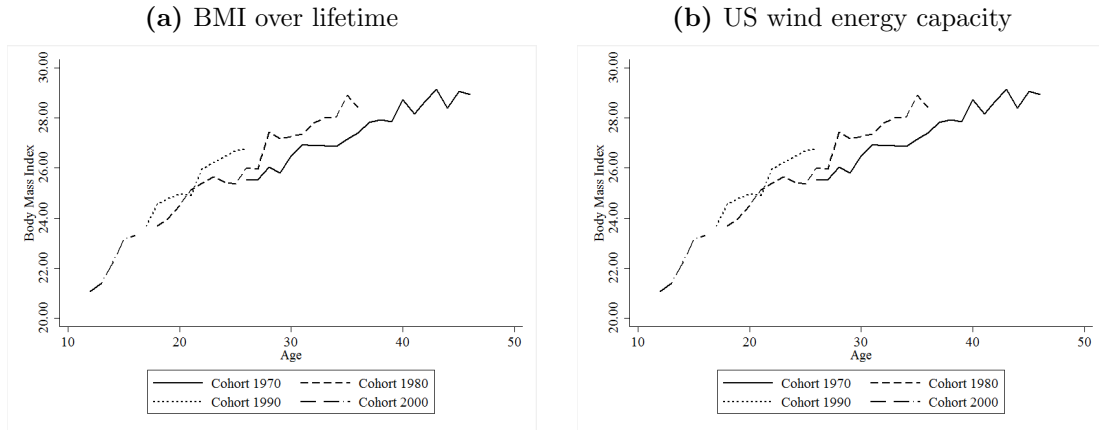 (a) BMI over lifetime
30.00
28.00
26.00
24.00
22.00
20.00
Body Mass Index
10 20 30 40 50
Age
Cohort 1970 Cohort 1980
Cohort 1990 Cohort 2000
(b) US wind energy capacity
30.00
28.00
26.00
24.00
22.00
20.00
Body Mass Index
10 20 30 40 50
Age
Cohort 1970 Cohort 1980
Cohort 1990 Cohort 2000